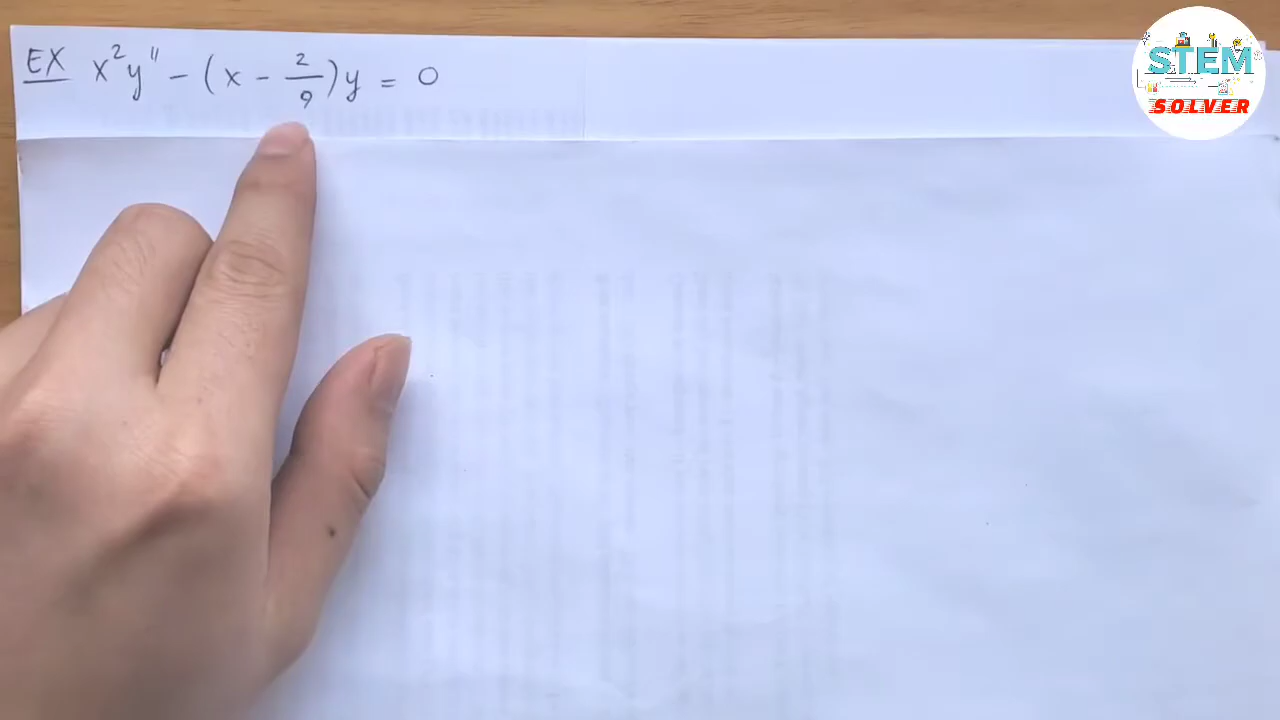 EX x²y" - (x - 2/9)y = 0
STEM
SOLVER